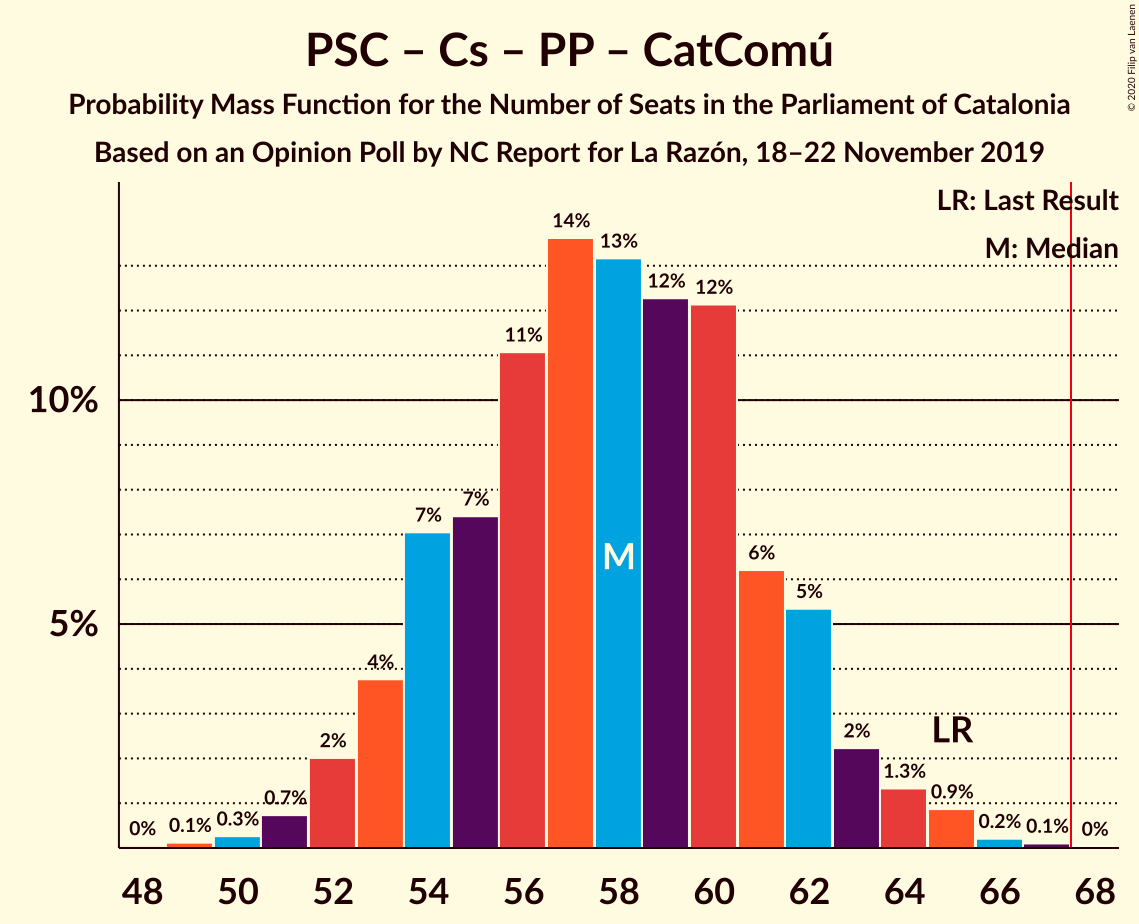 PSC – Cs – PP – CatComú
Probability Mass Function for the Number of Seats in the Parliament of Catalonia
Based on an Opinion Poll by NC Report for La Razón, 18–22 November 2019
© 2020 Filip van Laenen
LR: Last Result
M: Median
10%
5%
0%
0.1%
0.3%
0.7%
2%
4%
7%
7%
11%
14%
13%
12%
12%
6%
5%
2%
1.3%
0.9%
0.2%
0.1%
0%
M
LR
48 50 52 54 56 58 60 62 64 66 68